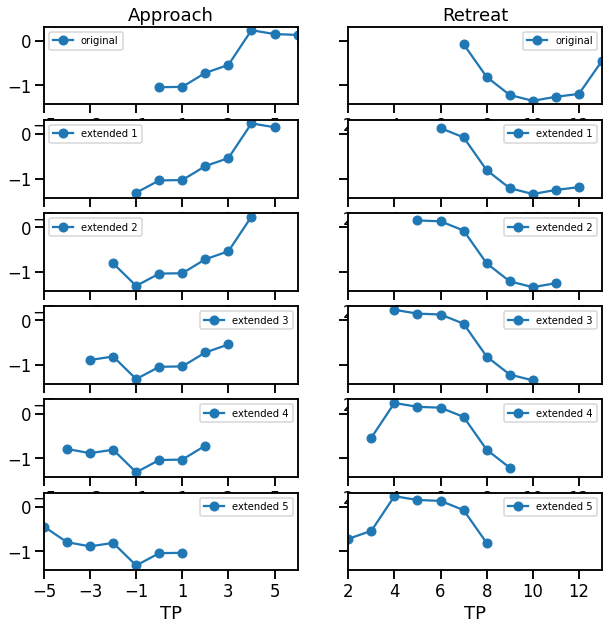 Approach
Retreat
0
−1
original
original
0
−1
extended 1
extended 1
0
−1
extended 2
extended 2
0
−1
extended 3
extended 3
0
−1
extended 4
extended 4
0
−1
extended 5
extended 5
−5 −3 −1 1 3 5
2 4 6 8 10 12
TP
TP